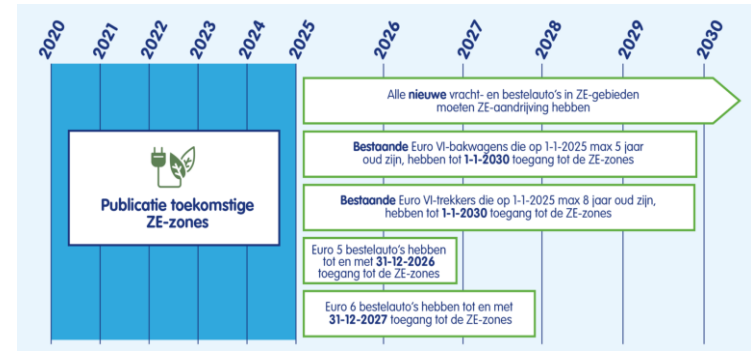 2020 2021 2022 2023 2024 2025 2026 2027 2028 2029 2030
Alle nieuwe vracht- en bestelauto's in ZE-gebieden
moeten ZE-aandrijving hebben
Bestaande Euro VI-bakwagens die op 1-1-2025 max 5 jaar
oud zijn, hebben tot 1-1-2030 toegang tot de ZE-zones
Publicatie toekomstige
ZE-zones
Bestaande Euro VI-trekkers die op 1-1-2025 max 8 jaar oud zijn,
hebben tot 1-1-2030 toegang tot de ZE-zones
Euro 5 bestelauto's hebben
tot en met 31-12-2026
toegang tot de ZE-zones
Euro 6 bestelauto's hebben tot en met
31-12-2027 toegang tot de ZE-zones